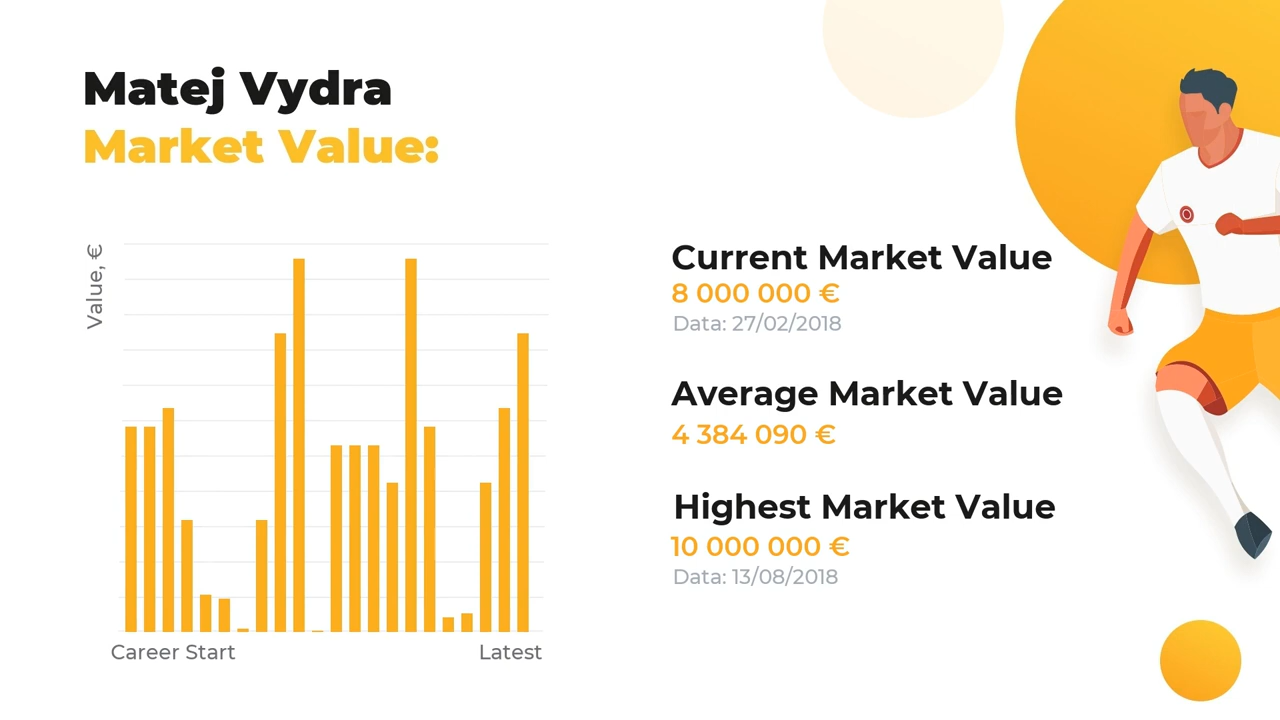 Matej Vydra
Market Value:
Value, €
Career Start
Latest
Current Market Value
8 000 000 €
Data: 27/02/2018
Average Market Value
4 384 090 €
Highest Market Value
10 000 000 €
Data: 13/08/2018